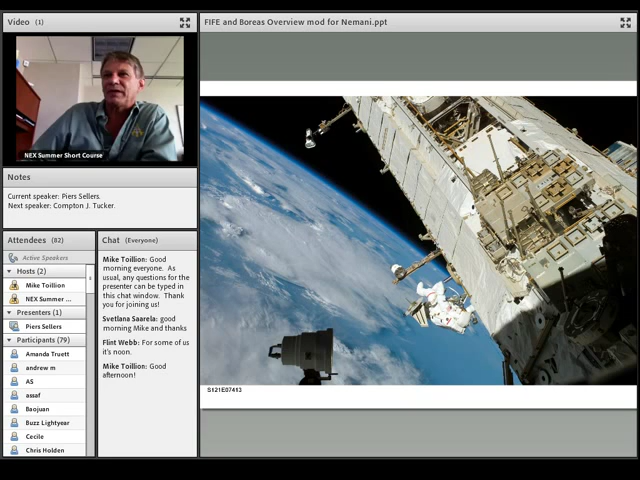 Video (1)
NEX Summer Short Course
Notes
Current speaker: Piers Sellers.
Next speaker: Compton J. Tucker.
Attendees (82)
Active Speakers
Hosts (2)
Mike Toillion
NEX Summer ...
Presenters (1)
Piers Sellers
Participants (79)
Amanda Truett
andrew m
AS
assaf
Baojuan
Buzz Lightyear
Cecile
Chris Holden
Chat (Everyone)
Mike Toillion: Good
morning everyone. As
usual, any questions for the
presenter can be typed in
this chat window. Thank
you for joining us!
Svetlana Saarela: good
morning Mike and thanks
Flint Webb: For some of us
it's noon.
Mike Toillion: Good
afternoon!
FIFE and Boreas Overview mod for Nemani.ppt
S121E07413